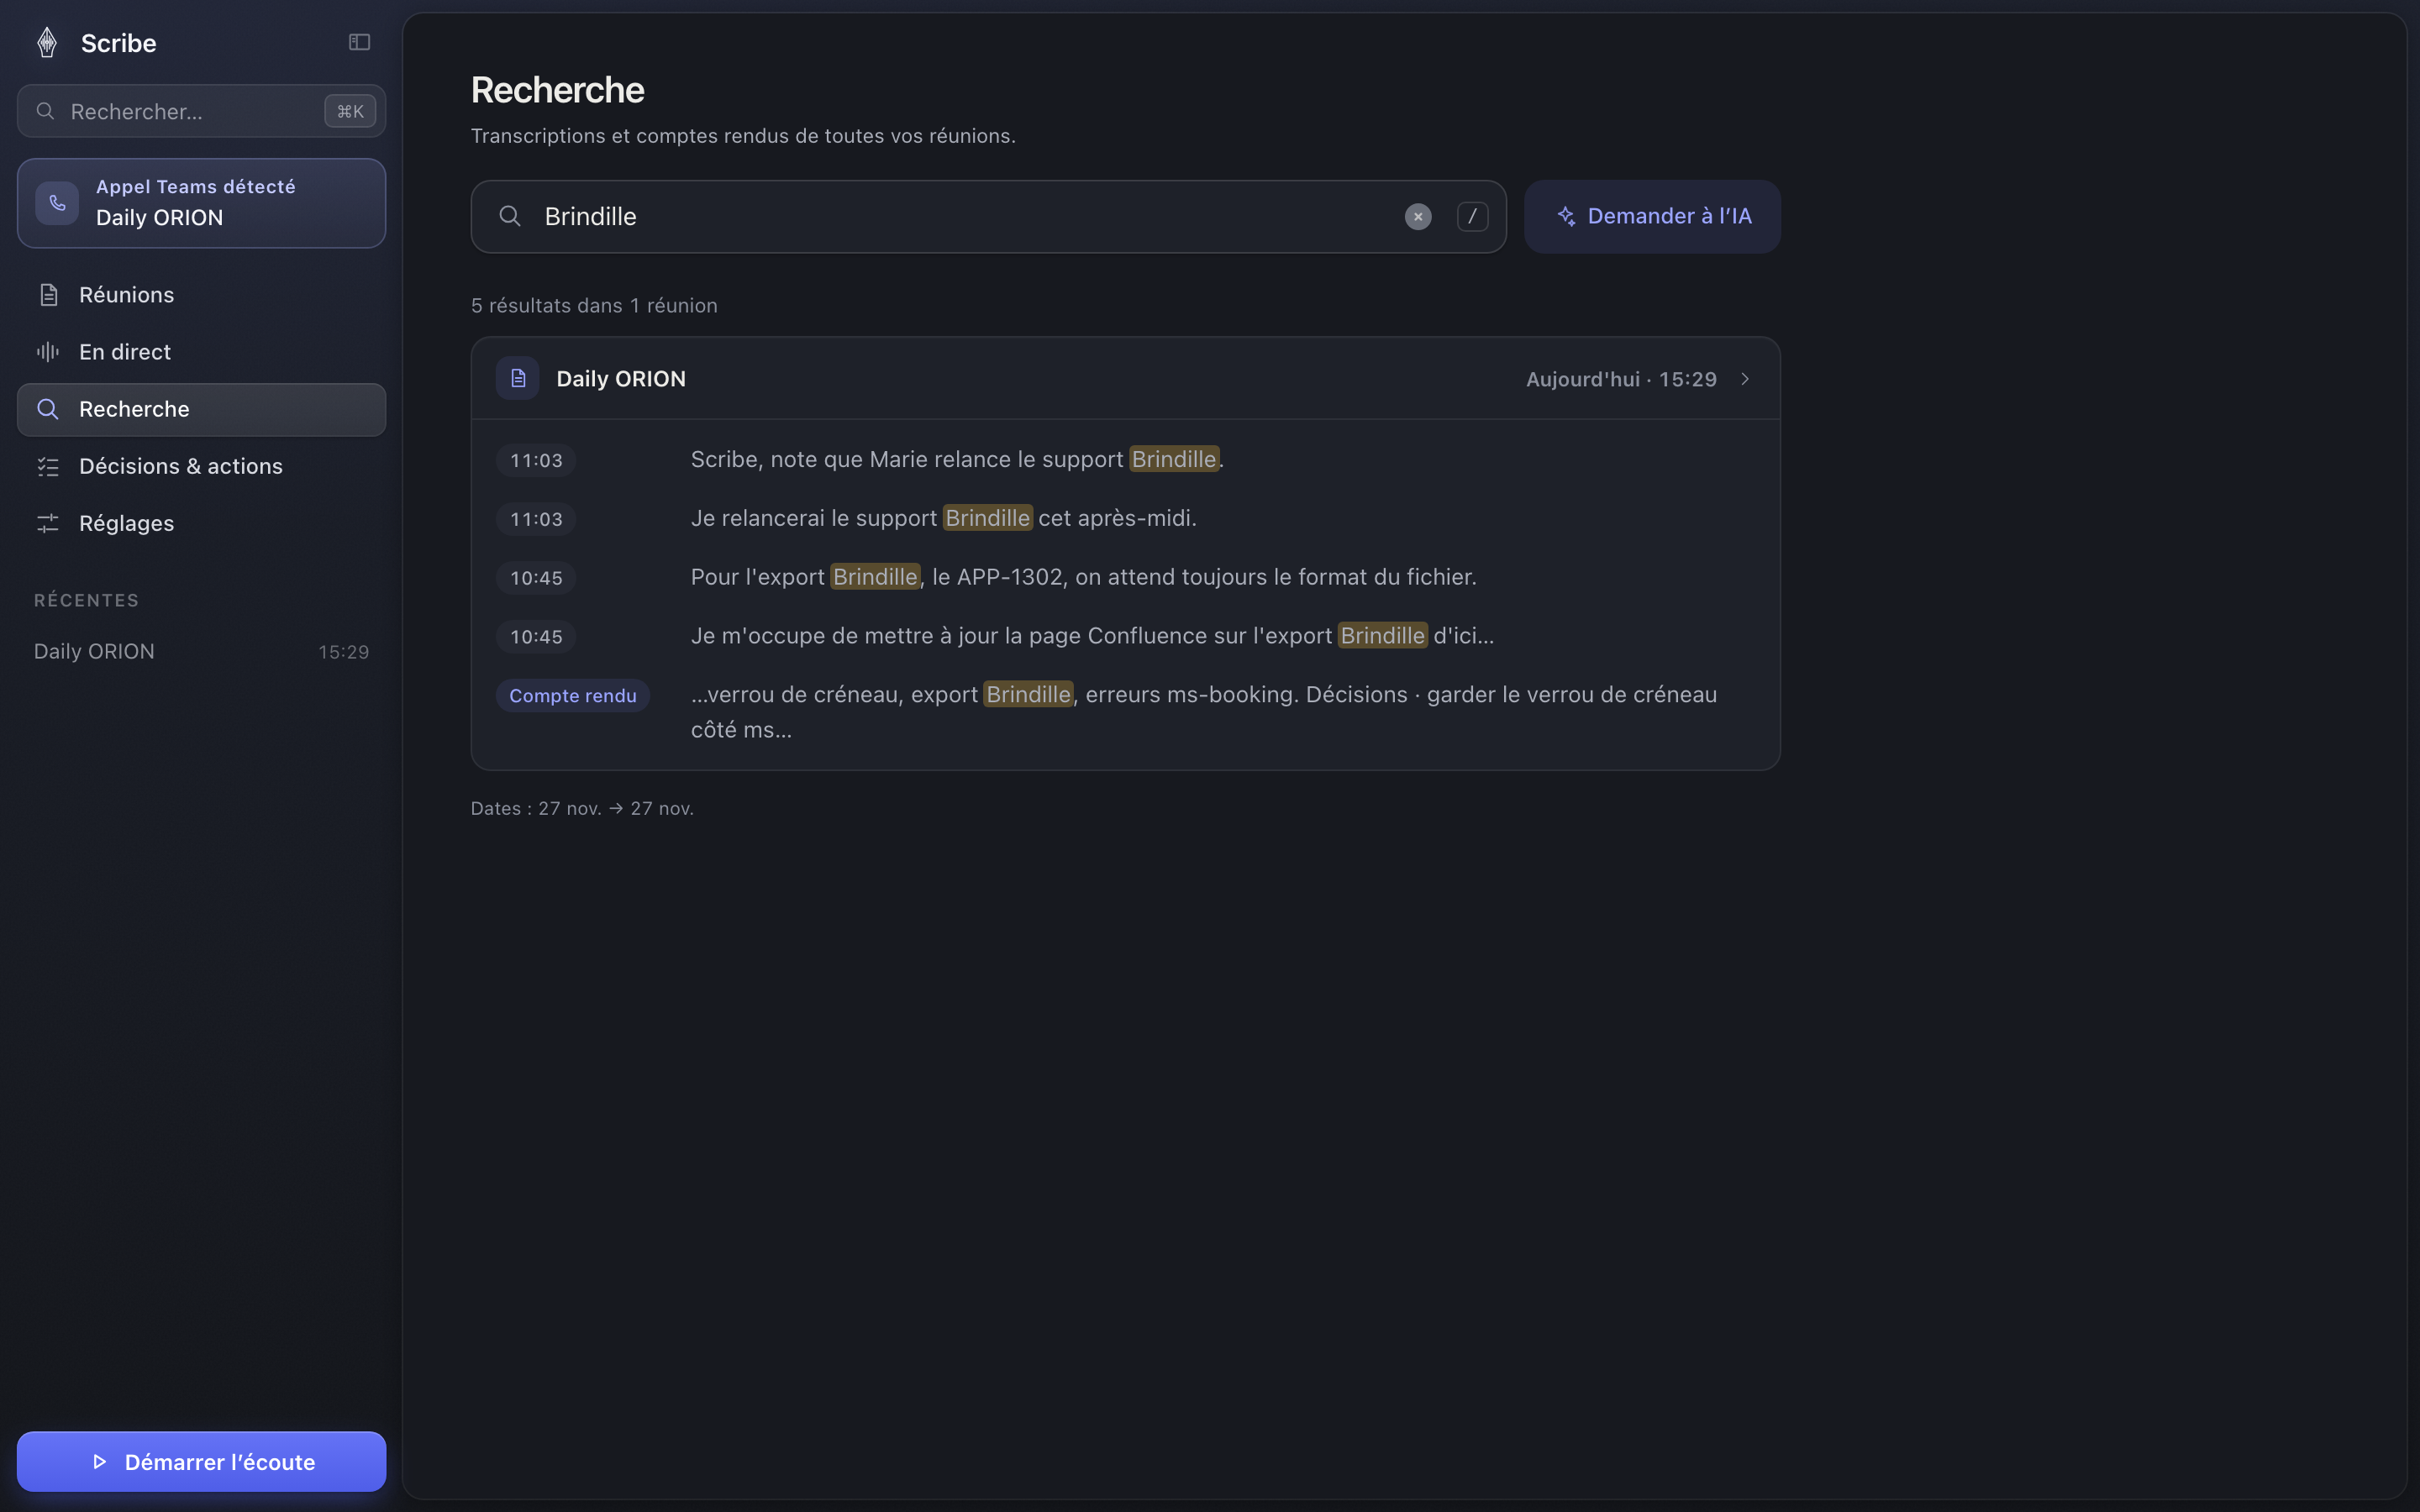 Scribe
Rechercher...
⌘K
Appel Teams détecté
Daily ORION
Réunions
En direct
Recherche
Décisions & actions
Réglages
RÉCENTES
Daily ORION 15:29
Démarrer l’écoute
Recherche
Transcriptions et comptes rendus de toutes vos réunions.
Brindille
/
Demander à l’IA
5 résultats dans 1 réunion
Daily ORION
Aujourd'hui · 15:29
11:03 Scribe, note que Marie relance le support Brindille.
11:03 Je relancerai le support Brindille cet après-midi.
10:45 Pour l'export Brindille, le APP-1302, on attend toujours le format du fichier.
10:45 Je m'occupe de mettre à jour la page Confluence sur l'export Brindille d'ici...
Compte rendu ...verrou de créneau, export Brindille, erreurs ms-booking. Décisions · garder le verrou de créneau
côté ms...
Dates : 27 nov. → 27 nov.